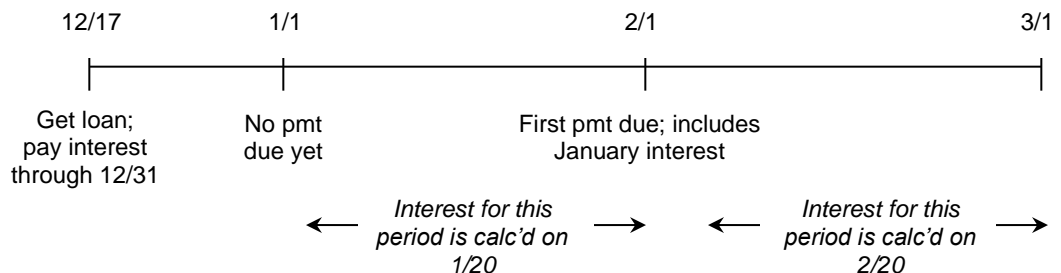 12/17 1/1 2/1 3/1
Get loan;
pay interest
through 12/31
No pmt
due yet
First pmt due; includes
January interest
Interest for this
period is calc’d on
1/20
Interest for this
period is calc’d on
2/20